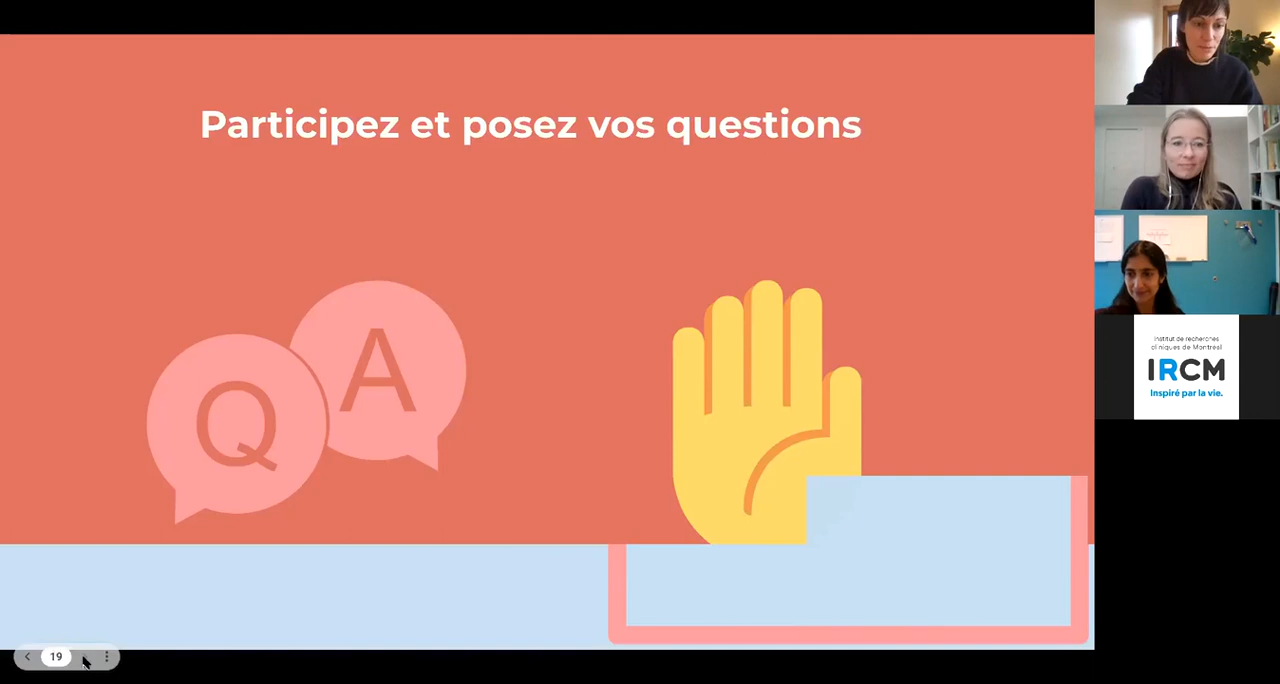 Participez et posez vos questions
Q
A
Institut de recherches
cliniques de Montréal
IRCM
Inspiré par la vie.
19